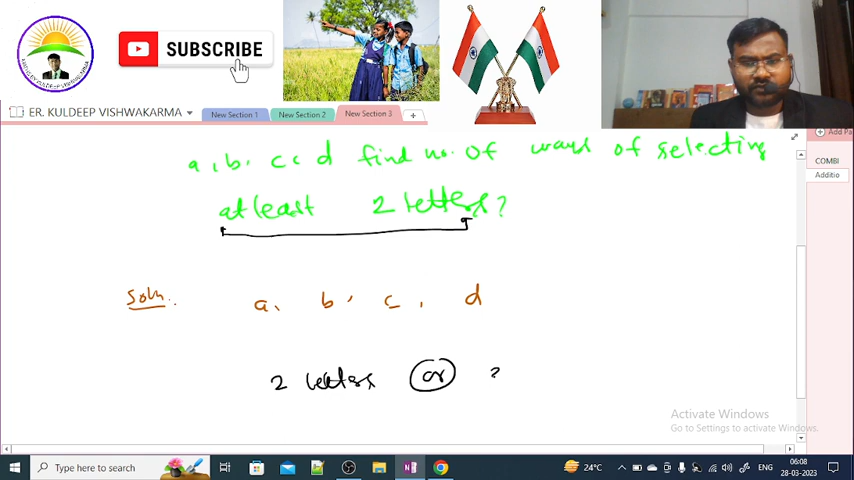 SUBSCRIBE
ER. KULDEEP VISHWAKARMA
New Section 1
New Section 2
New Section 3
+
Add Pa
COMBI
Additio
a, b, c, d find no. of ways of selecting
atleast 2 letters?
Soln.
a, b, c, d
2 letters or
Activate Windows
Go to Settings to activate Windows.
Type here to search
24°C
ENG
06:08
28-03-2023